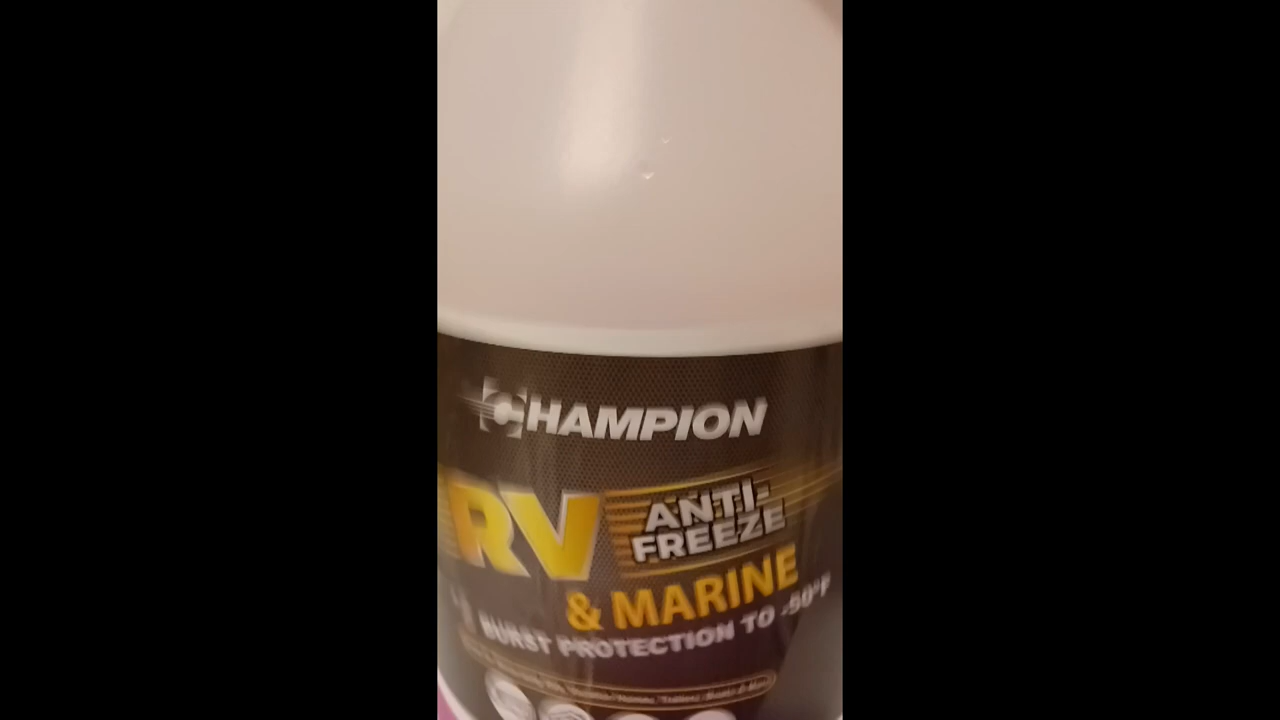 CHAMPION
RV ANTI-
FREEZE
& MARINE
BURST PROTECTION TO -50°F